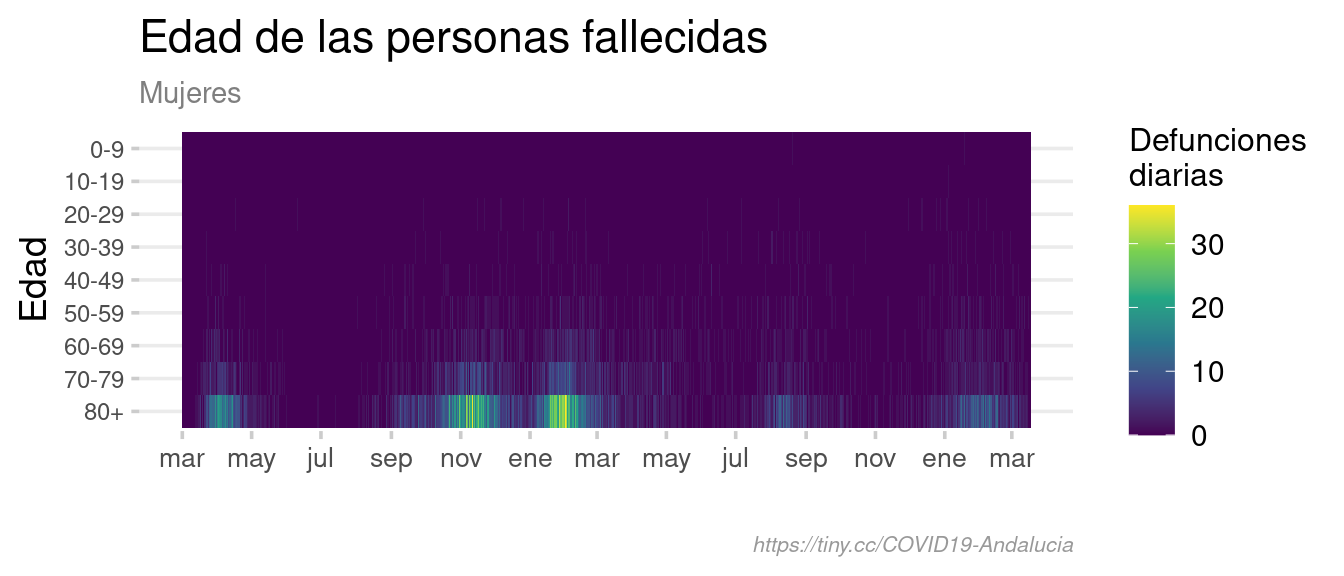 Edad de las personas fallecidas
Mujeres
Edad
0-9
10-19
20-29
30-39
40-49
50-59
60-69
70-79
80+
mar may jul sep nov ene mar may jul sep nov ene mar
Defunciones
diarias
30
20
10
0
https://tiny.cc/COVID19-Andalucia